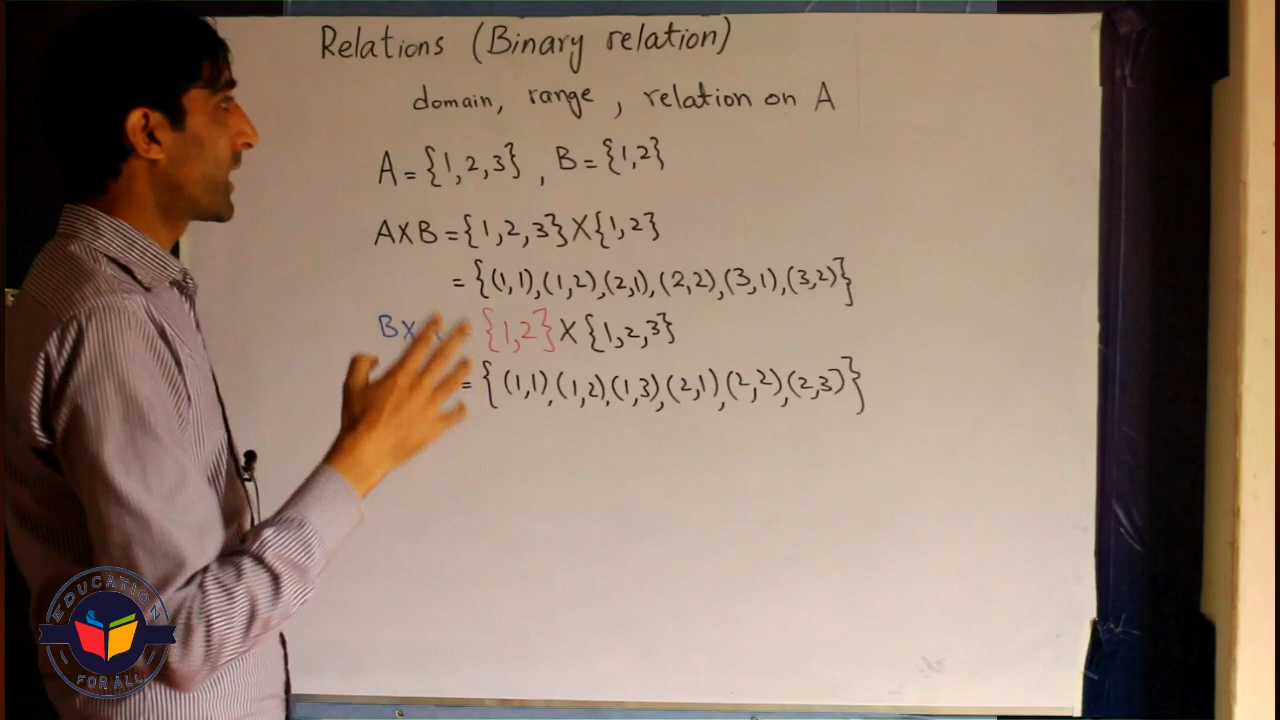 Relations (Binary relation)
domain, range, relation on A
A = {1,2,3} , B = {1,2}
AXB = {1,2,3} X {1,2}
= {(1,1),(1,2),(2,1),(2,2),(3,1),(3,2)}
BX = {1,2} X {1,2,3}
= {(1,1),(1,2),(1,3),(2,1),(2,2),(2,3)}
EDUCATION
FOR ALL